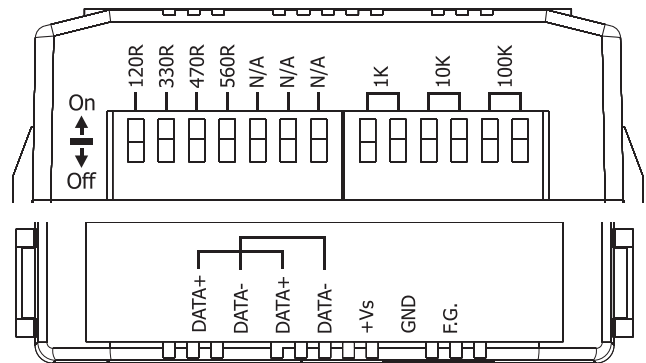 120R 330R 470R 560R N/A N/A N/A 1K 10K 100K
On
Off
DATA+ DATA- DATA+ DATA- +Vs GND F.G.